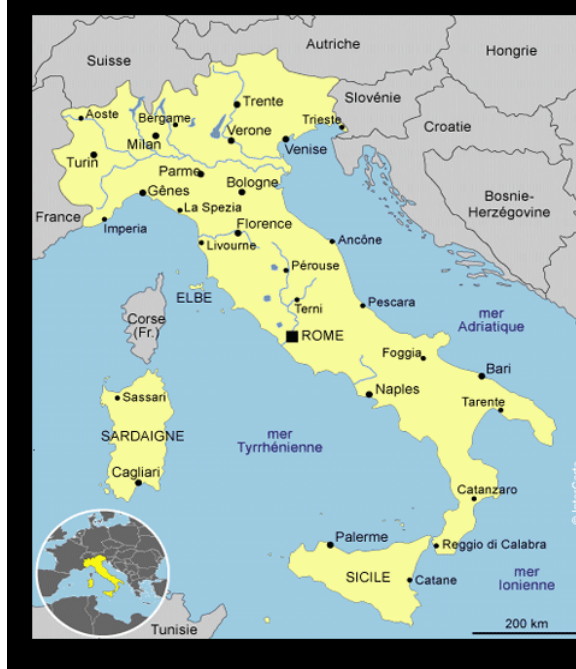 Autriche
Hongrie
Suisse
Slovénie
Trente
Aoste
Bergame
Trieste
Croatie
Verone
Milan
Venise
Turin
Parme
Bologne
Gênes
Bosnie-
Herzégovine
La Spezia
France
Imperia
Florence
Livourne
Ancône
Pérouse
ELBE
Terni
Pescara
Corse
(Fr.)
mer
Adriatique
ROME
Foggia
Bari
Naples
Sassari
Tarente
SARDAIGNE
mer
Tyrrhénienne
Cagliari
Catanzaro
Palerme
Reggio di Calabra
SICILE
Catane
mer
Ionienne
Tunisie
200 km